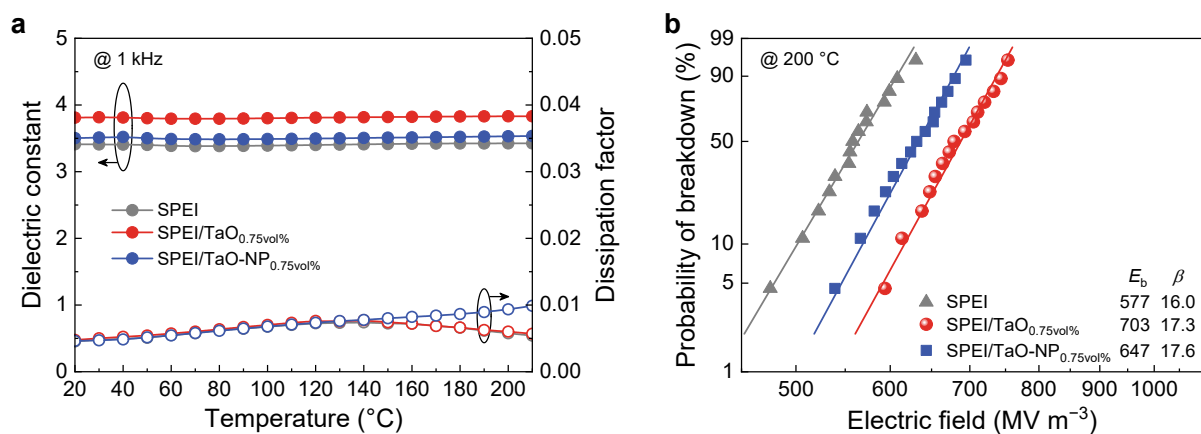 a
@ 1 kHz
Dielectric constant
5
4
3
2
1
0
0.05
0.04
0.03
0.02
0.01
0.00
Dissipation factor
SPEI
SPEI/TaO0.75vol%
SPEI/TaO-NP0.75vol%
20 40 60 80 100 120 140 160 180 200
Temperature (°C)
b
@ 200 °C
Probability of breakdown (%)
99
90
50
10
5
1
Eb β
SPEI 577 16.0
SPEI/TaO0.75vol% 703 17.3
SPEI/TaO-NP0.75vol% 647 17.6
500 600 700 800 900 1000
Electric field (MV m−3)